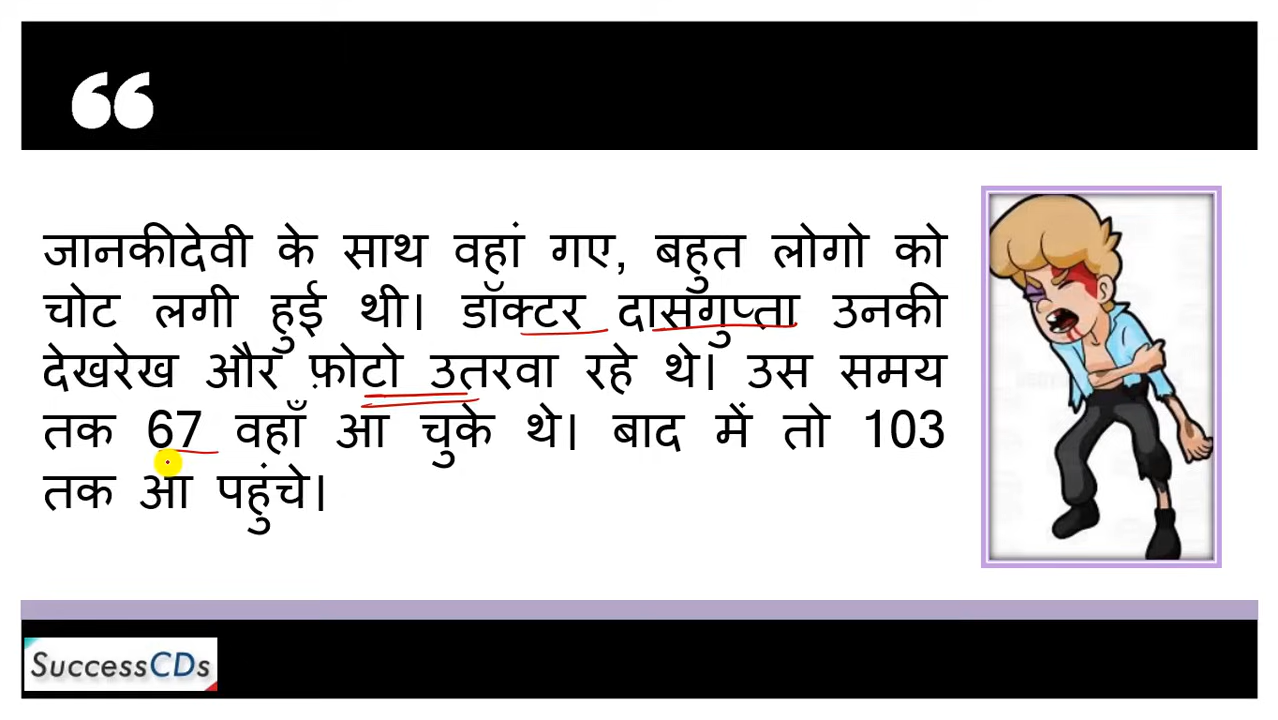 “
जानकीदेवी के साथ वहां गए, बहुत लोगो को
चोट लगी हुई थी। डॉक्टर दासगुप्ता उनकी
देखरेख और फ़ोटो उतरवा रहे थे। उस समय
तक 67 वहाँ आ चुके थे। बाद में तो 103
तक आ पहुंचे।
SuccessCDs